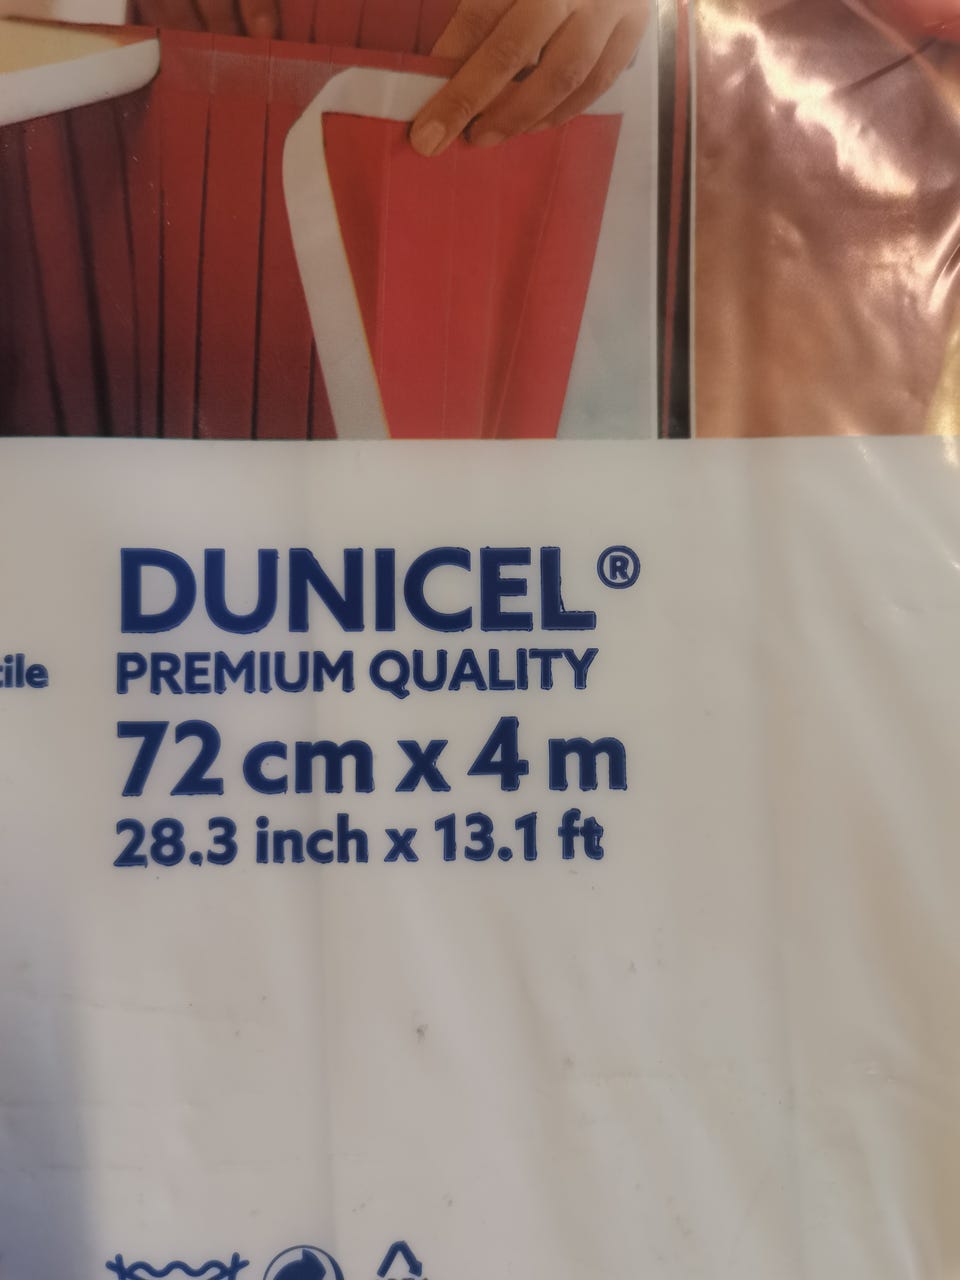 DUNICEL®
PREMIUM QUALITY
72 cm x 4 m
28.3 inch x 13.1 ft